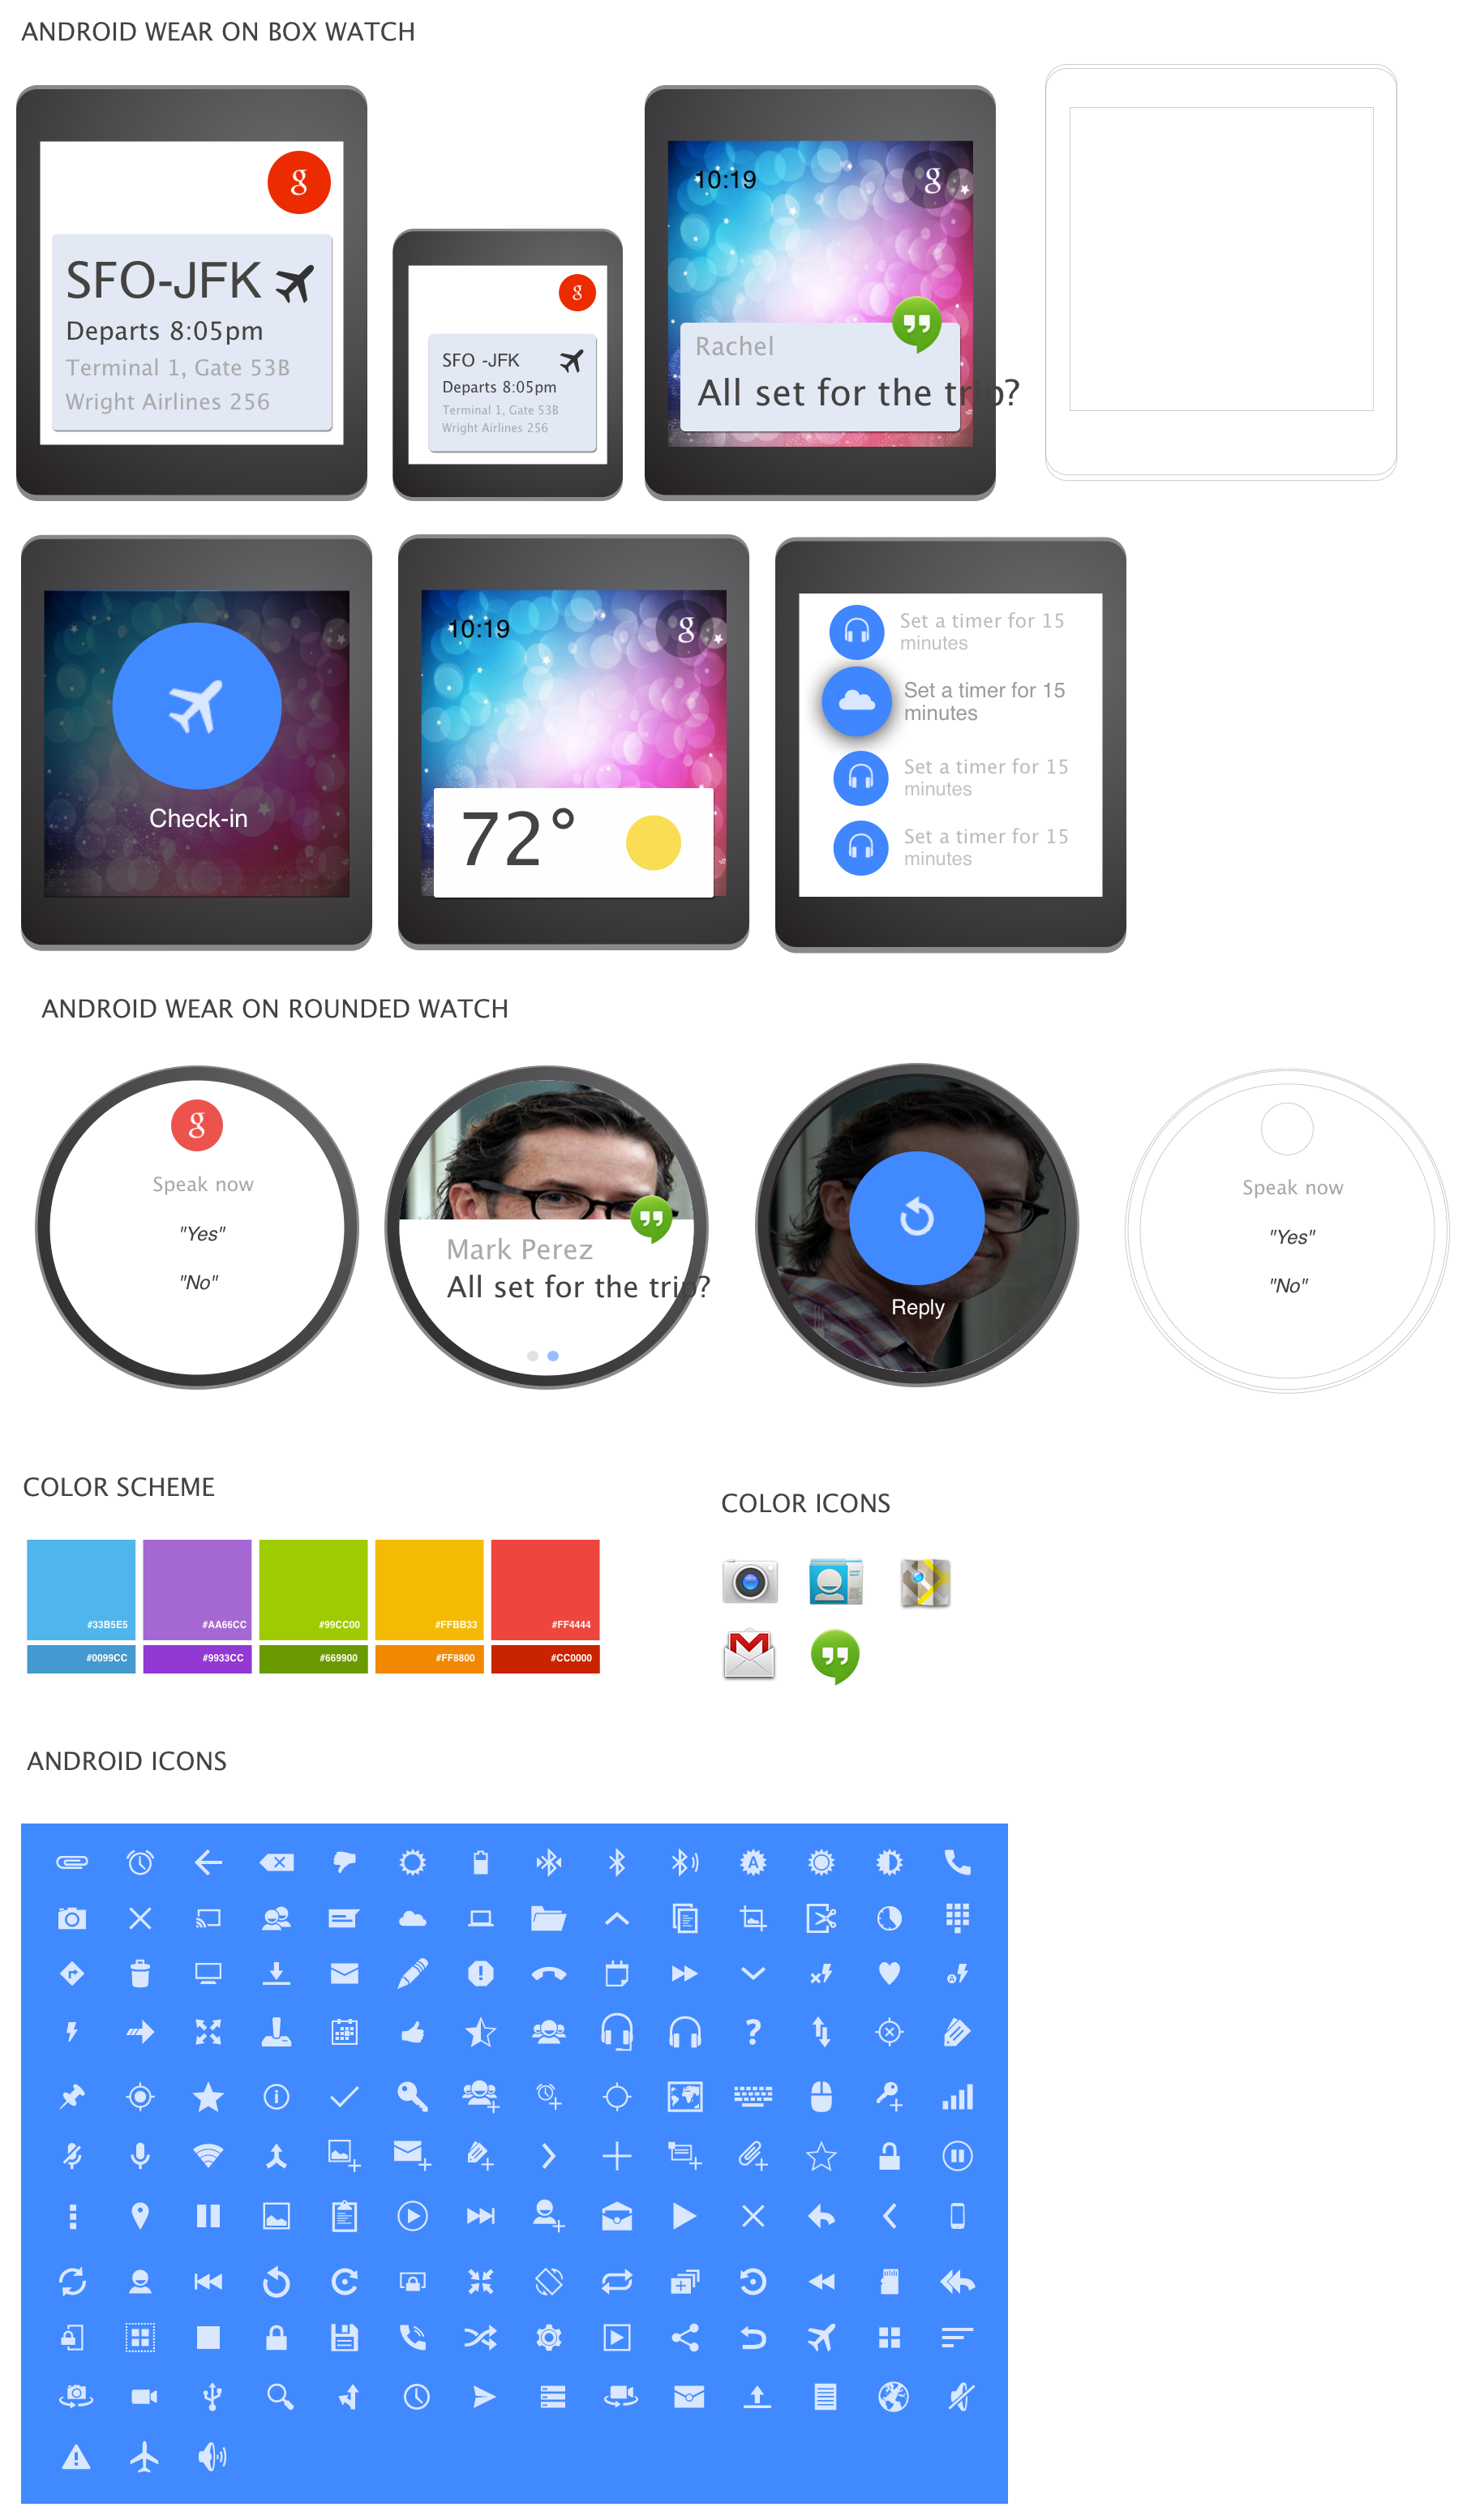 ANDROID WEAR ON BOX WATCH
g
SFO-JFK
Departs 8:05pm
Terminal 1, Gate 53B
Wright Airlines 256
g
SFO -JFK
Departs 8:05pm
Terminal 1, Gate 53B
Wright Airlines 256
10:19
g
Rachel
All set for the trip?
Check-in
10:19
g
72°
Set a timer for 15
minutes
Set a timer for 15
minutes
Set a timer for 15
minutes
Set a timer for 15
minutes
ANDROID WEAR ON ROUNDED WATCH
g
Speak now
"Yes"
"No"
Mark Perez
All set for the trip?
Reply
Speak now
"Yes"
"No"
COLOR SCHEME
#33B5E5
#AA66CC
#99CC00
#FFBB33
#FF4444
#0099CC
#9933CC
#669900
#FF8800
#CC0000
COLOR ICONS
ANDROID ICONS